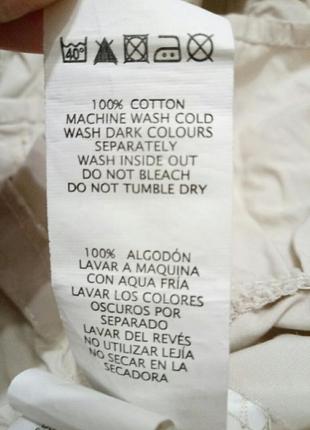 40°
100% COTTON
MACHINE WASH COLD
WASH DARK COLOURS
SEPARATELY
WASH INSIDE OUT
DO NOT BLEACH
DO NOT TUMBLE DRY
100% ALGODÓN
LAVAR A MAQUINA
CON AQUA FRÍA
LAVAR LOS COLORES
OSCUROS POR
SEPARADO
LAVAR DEL REVÉS
NO UTILIZAR LEJÍA
NO SECAR EN LA
SECADORA